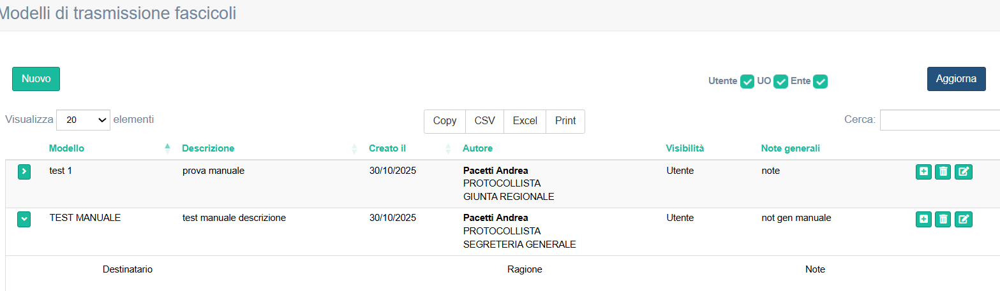 Modelli di trasmissione fascicoli
Nuovo
Utente UO Ente
Aggiorna
Visualizza 20 elementi
Copy CSV Excel Print
Cerca:
Modello Descrizione Creato il Autore Visibilità Note generali
test 1 prova manuale 30/10/2025 Pacetti Andrea Utente note
PROTOCOLLISTA
GIUNTA REGIONALE
TEST MANUALE test manuale descrizione 30/10/2025 Pacetti Andrea Utente not gen manuale
PROTOCOLLISTA
SEGRETERIA GENERALE
Destinatario Ragione Note